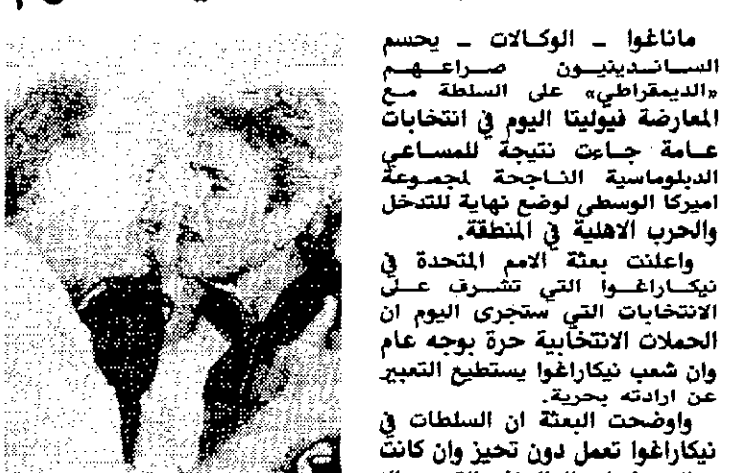 ماناغوا ـ الوكالات ـ يحسم
الساندينيون صراعهم
«الديمقراطي» على السلطة مع
المعارضة فيوليتا اليوم في انتخابات
عامة جاءت نتيجة للمساعي
الدبلوماسية الناجحة لمجموعة
اميركا الوسطى لوضع نهاية للتدخل
والحرب الاهلية في المنطقة.
واعلنت بعثة الامم المتحدة في
نيكاراغوا التي تشرف على
الانتخابات التي ستجرى اليوم ان
الحملات الانتخابية حرة بوجه عام
وان شعب نيكاراغوا يستطيع التعبير
عن ارادته بحرية.
واوضحت البعثة ان السلطات في
نيكاراغوا تعمل دون تحيز وان كانت